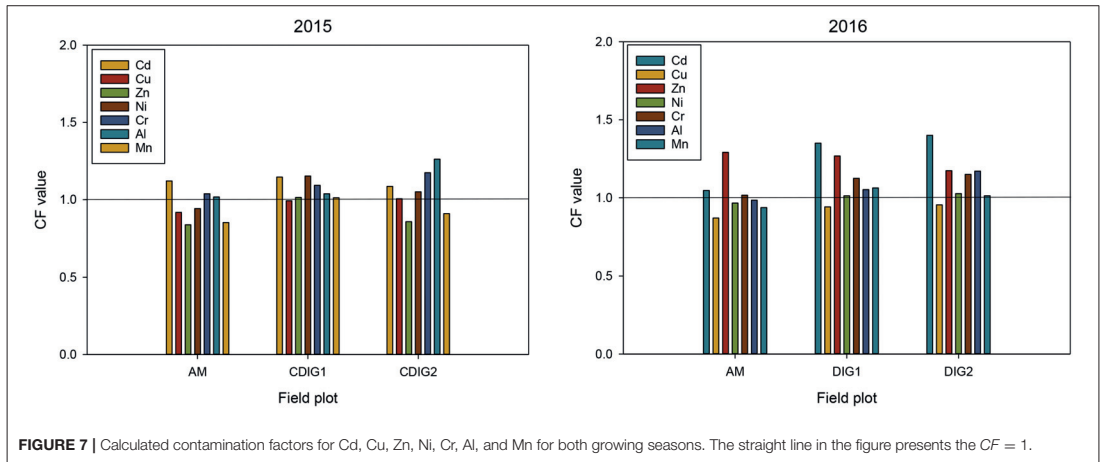 2015
2.0
1.5
1.0
0.5
0.0
CF value
Cd
Cu
Zn
Ni
Cr
Al
Mn
AM CDIG1 CDIG2
Field plot
2016
2.0
1.5
1.0
0.5
0.0
CF value
Cd
Cu
Zn
Ni
Cr
Al
Mn
AM DIG1 DIG2
Field plot
FIGURE 7 | Calculated contamination factors for Cd, Cu, Zn, Ni, Cr, Al, and Mn for both growing seasons. The straight line in the figure presents the CF = 1.